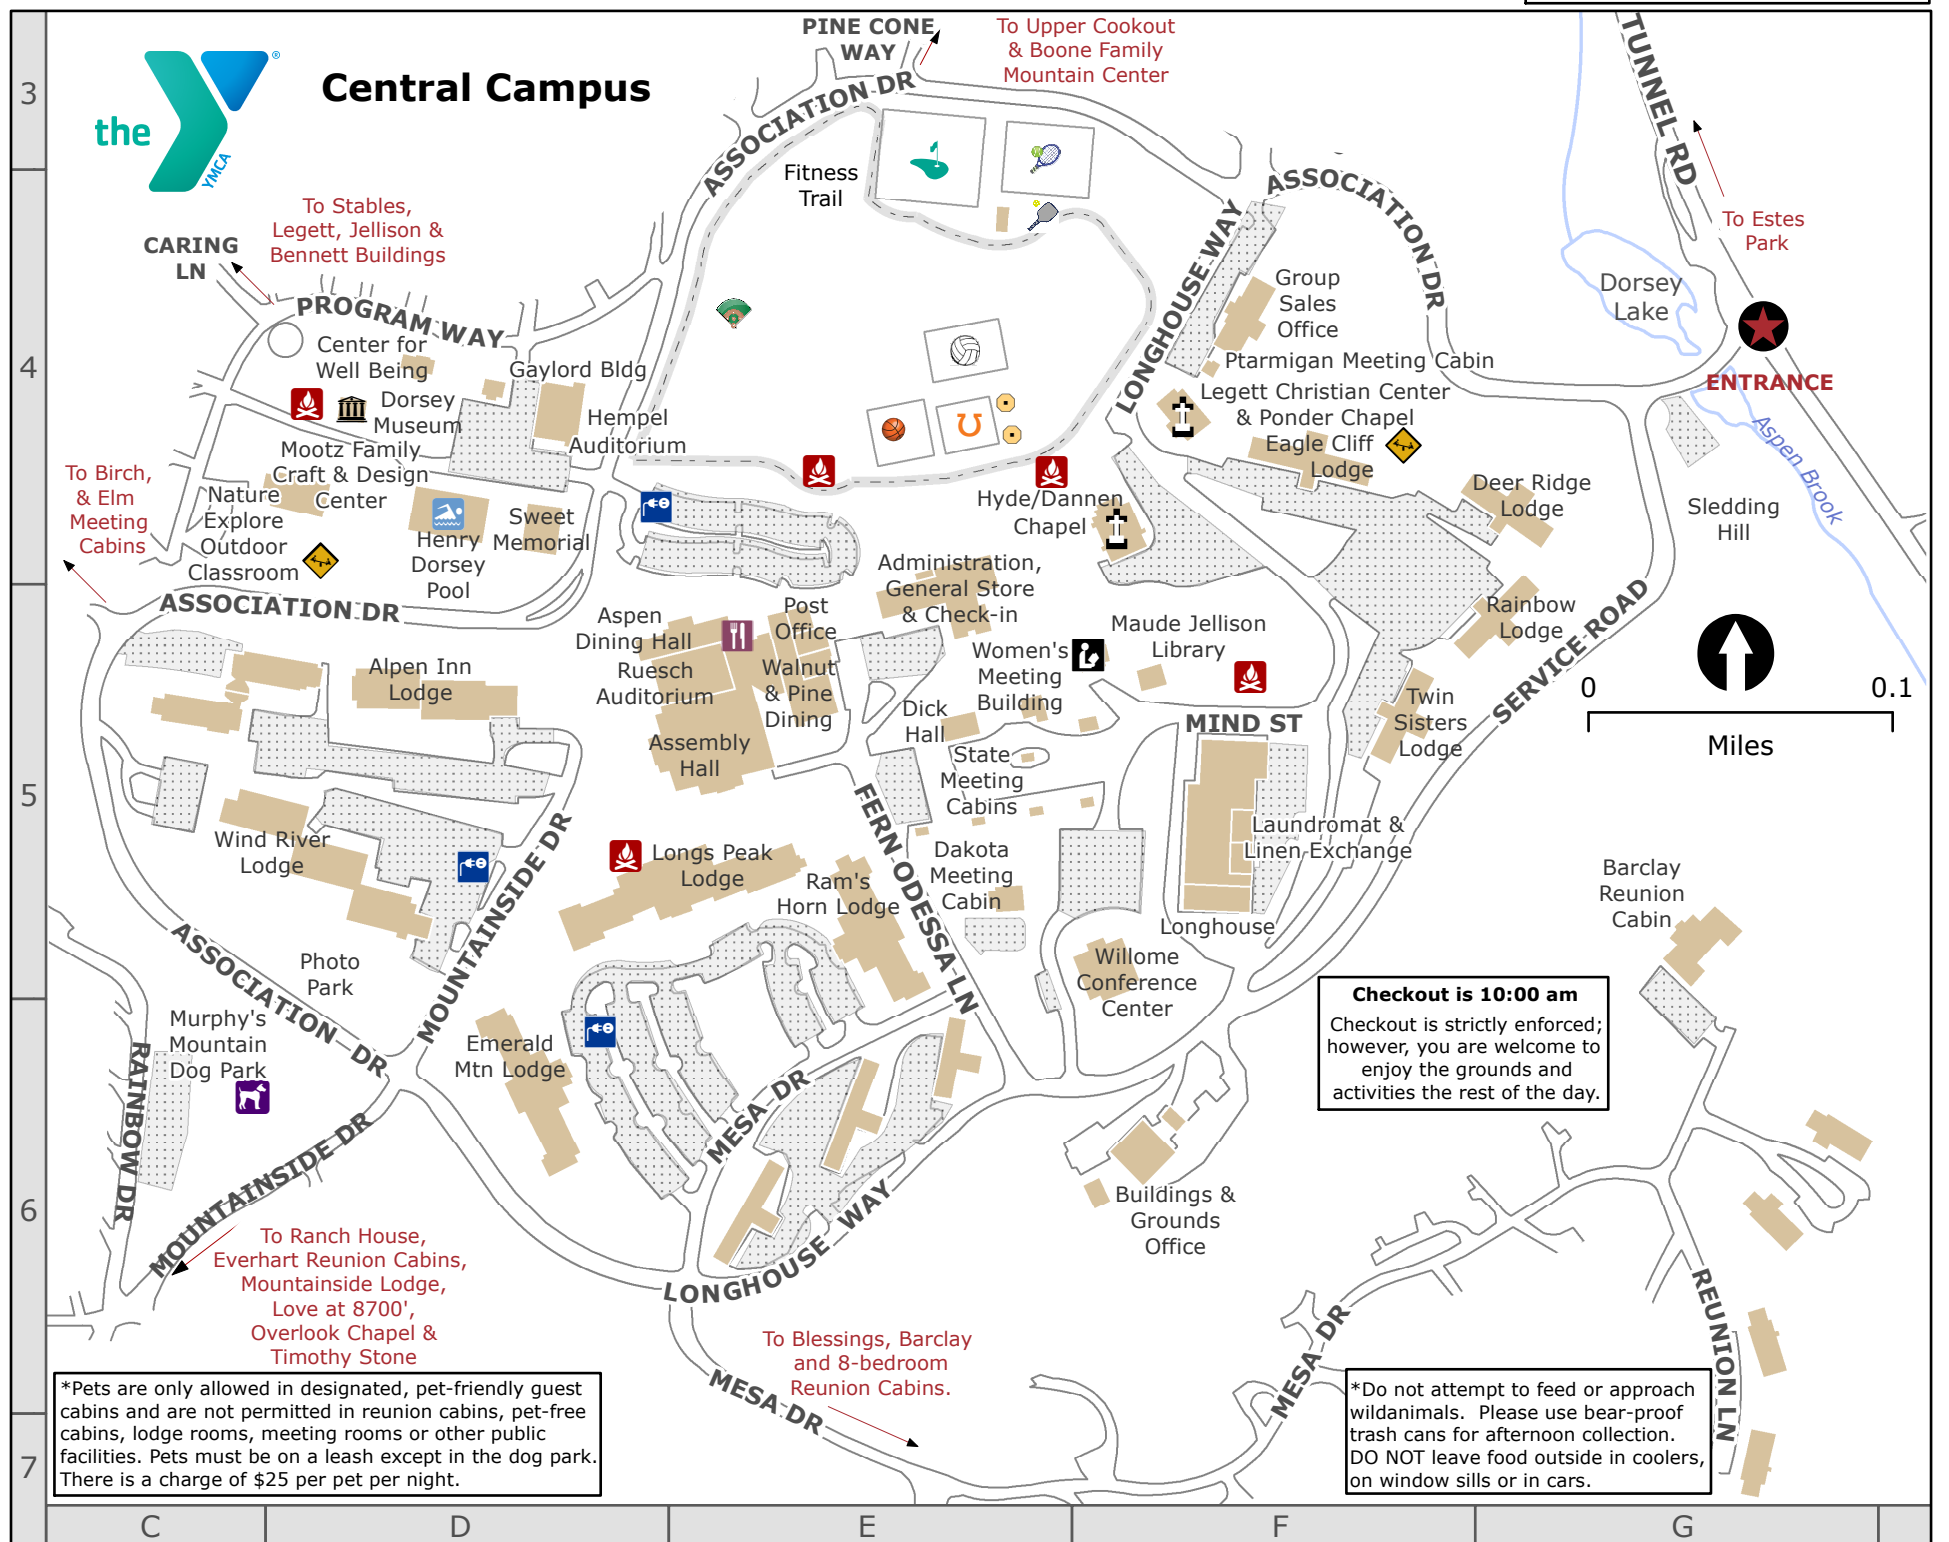 PINE CONE
WAY
To Upper Cookout
& Boone Family
Mountain Center
TUNNEL RD
3
the
YMCA
®
Central Campus
ASSOCIATION DR
Fitness
Trail
ASSOCIATION DR
To Stables,
Legett, Jellison &
Bennett Buildings
CARING
LN
To Estes
Park
LONGHOUSE WAY
Group
Sales
Office
Dorsey
Lake
PROGRAM WAY
Center for
Well Being
Gaylord Bldg
Ptarmigan Meeting Cabin
4
ENTRANCE
Dorsey
Museum
Hempel
Auditorium
Legett Christian Center
& Ponder Chapel
Eagle Cliff
Lodge
Aspen Brook
Mootz Family
Craft & Design
Center
To Birch,
& Elm
Meeting
Cabins
Nature
Explore
Outdoor
Classroom
Henry
Dorsey
Pool
Sweet
Memorial
Hyde/Dannen
Chapel
Deer Ridge
Lodge
Sledding
Hill
Administration,
General Store
& Check-in
ASSOCIATION DR
Aspen
Dining Hall
Post
Office
Rainbow
Lodge
SERVICE ROAD
Maude Jellison
Library
Alpen Inn
Lodge
Ruesch
Auditorium
Walnut
& Pine
Dining
Women's
Meeting
Building
0
0.1
Miles
Twin
Sisters
Lodge
Dick
Hall
MIND ST
Assembly
Hall
State
Meeting
Cabins
5
FERN ODESSA LN
Wind River
Lodge
MOUNTAINSIDE DR
Longs Peak
Lodge
Ram's
Horn Lodge
Dakota
Meeting
Cabin
Laundromat &
Linen Exchange
Barclay
Reunion
Cabin
Longhouse
ASSOCIATION DR
Photo
Park
Willome
Conference
Center
Checkout is 10:00 am
Checkout is strictly enforced;
however, you are welcome to
enjoy the grounds and
activities the rest of the day.
Murphy's
Mountain
Dog Park
RAINBOW DR
Emerald
Mtn Lodge
MESA DR
MOUNTAINSIDE DR
6
Buildings &
Grounds
Office
To Ranch House,
Everhart Reunion Cabins,
Mountainside Lodge,
Love at 8700',
Overlook Chapel &
Timothy Stone
LONGHOUSE WAY
REUNION LN
MESA DR
To Blessings, Barclay
and 8-bedroom
Reunion Cabins.
MESA DR
*Pets are only allowed in designated, pet-friendly guest
cabins and are not permitted in reunion cabins, pet-free
cabins, lodge rooms, meeting rooms or other public
facilities. Pets must be on a leash except in the dog park.
There is a charge of $25 per pet per night.
*Do not attempt to feed or approach
wildanimals.  Please use bear-proof
trash cans for afternoon collection.
DO NOT leave food outside in coolers,
on window sills or in cars.
7
C
D
E
F
G